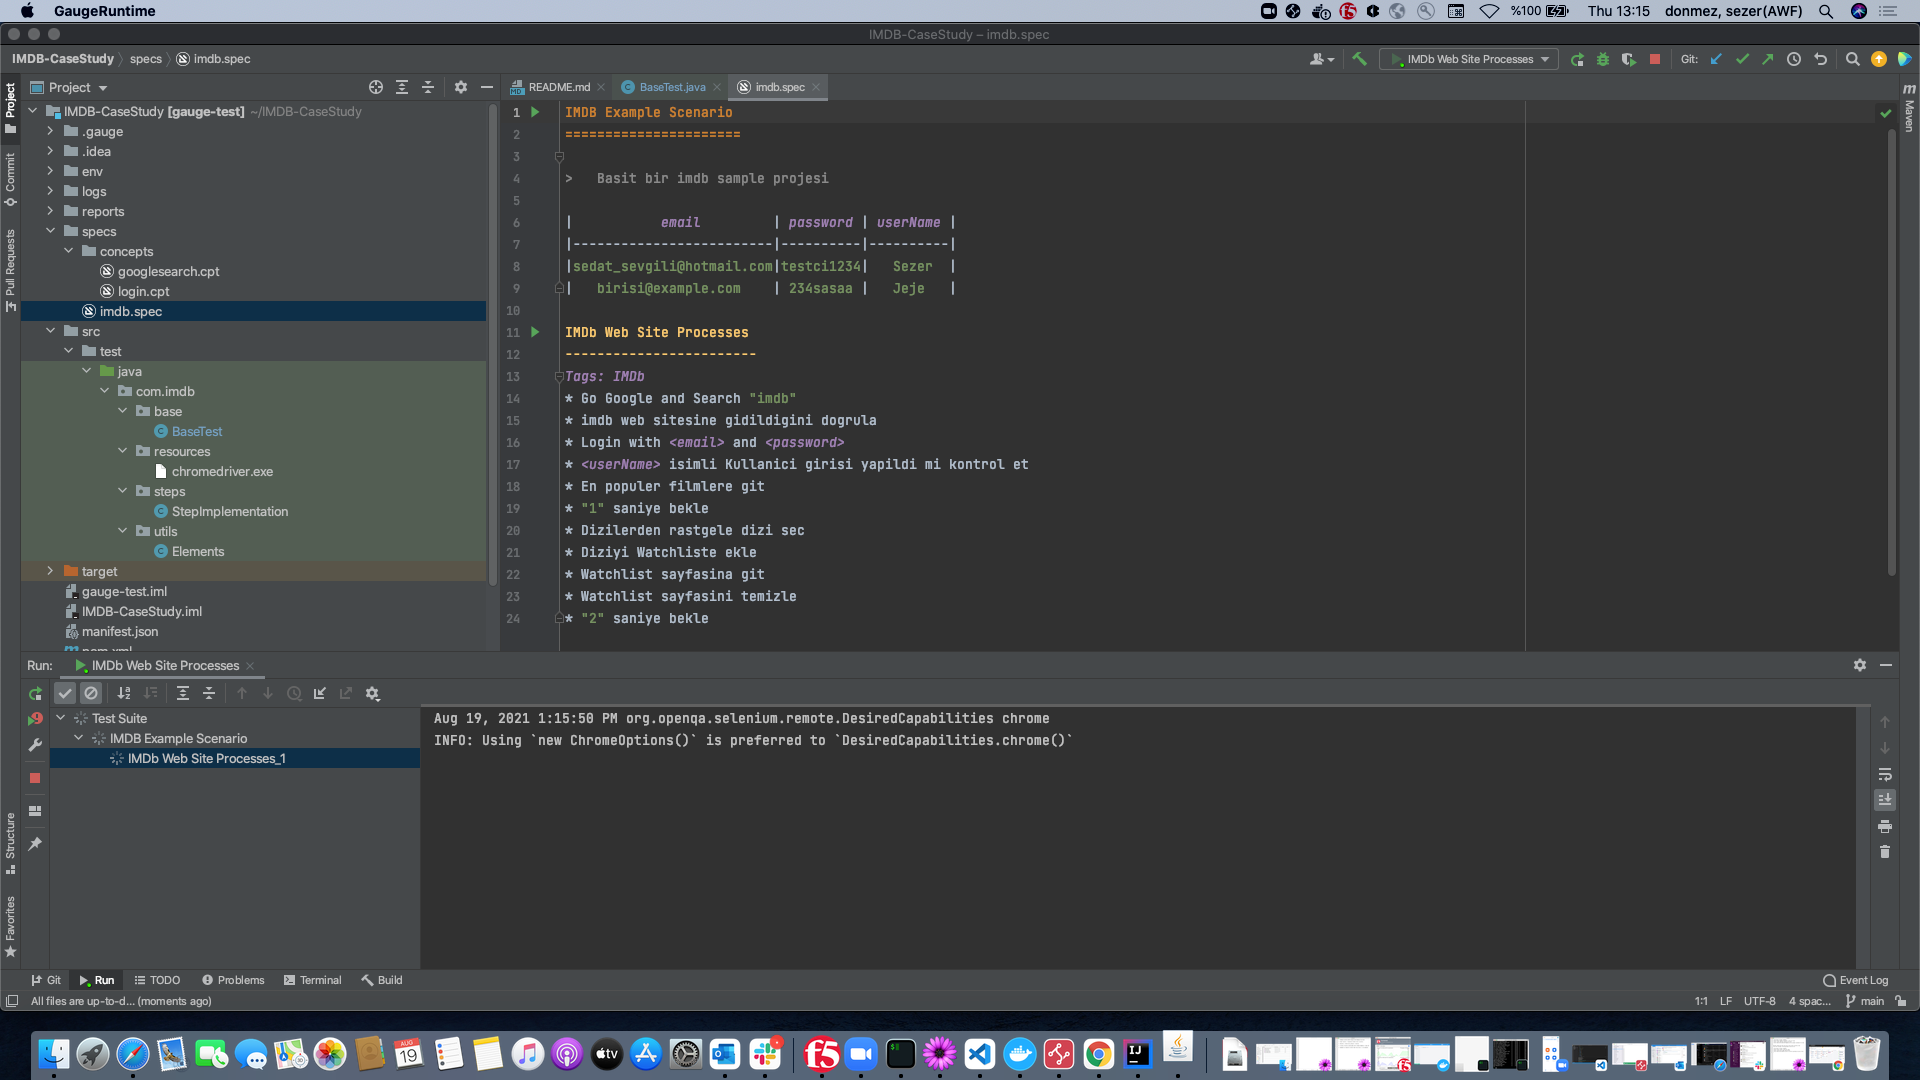 GaugeRuntime
%100
Thu 13:15
donmez, sezer(AWF)
IMDB-CaseStudy – imdb.spec
IMDB-CaseStudy
specs
imdb.spec
IMDb Web Site Processes
Git:
Project
README.md
BaseTest.java
imdb.spec
IMDB-CaseStudy [gauge-test] ~/IMDB-CaseStudy
.gauge
.idea
env
logs
reports
specs
concepts
googlesearch.cpt
login.cpt
imdb.spec
src
test
java
com.imdb
base
BaseTest
resources
chromedriver.exe
steps
StepImplementation
utils
Elements
target
gauge-test.iml
IMDB-CaseStudy.iml
manifest.json
Project
Commit
Pull Requests
Structure
Favorites
Maven
1 IMDB Example Scenario
2 ======================
3
4 > Basit bir imdb sample projesi
5
6 | email | password | userName |
7 |-------------------------|----------|----------|
8 |sedat_sevgili@hotmail.com|testci1234| Sezer |
9 | birisi@example.com | 234sasaa | Jeje |
10
11 IMDb Web Site Processes
12 ------------------------
13 Tags: IMDb
14 * Go Google and Search "imdb"
15 * imdb web sitesine gidildigini dogrula
16 * Login with <email> and <password>
17 * <userName> isimli Kullanici girisi yapildi mi kontrol et
18 * En populer filmlere git
19 * "1" saniye bekle
20 * Dizilerden rastgele dizi sec
21 * Diziyi Watchliste ekle
22 * Watchlist sayfasina git
23 * Watchlist sayfasini temizle
24 * "2" saniye bekle
Run:
IMDb Web Site Processes
Test Suite
IMDB Example Scenario
IMDb Web Site Processes_1
Aug 19, 2021 1:15:50 PM org.openqa.selenium.remote.DesiredCapabilities chrome
INFO: Using `new ChromeOptions()` is preferred to `DesiredCapabilities.chrome()`
Git
Run
TODO
Problems
Terminal
Build
Event Log
All files are up-to-d... (moments ago)
1:1
LF
UTF-8
4 spac...
main
AUG
19
tv
f5
IJ